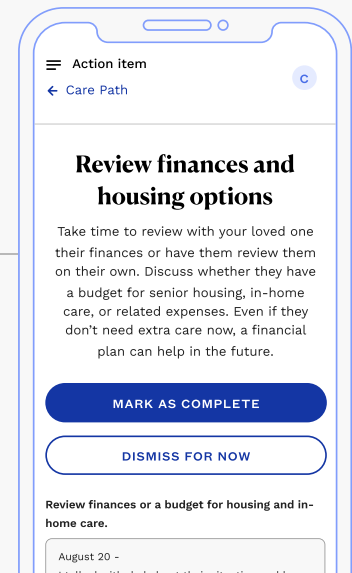 Action item
← Care Path
C
Review finances and
housing options
Take time to review with your loved one
their finances or have them review them
on their own. Discuss whether they have
a budget for senior housing, in-home
care, or related expenses. Even if they
don't need extra care now, a financial
plan can help in the future.
MARK AS COMPLETE
DISMISS FOR NOW
Review finances or a budget for housing and in-
home care.
August 20 -